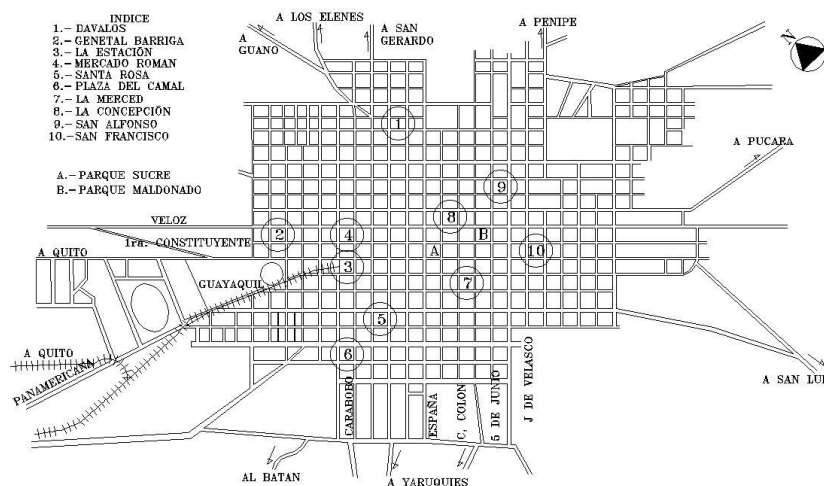 INDICE
1.- DAVALOS
2.- GENETAL BARRIGA
3.- LA ESTACIÓN
4.- MERCADO ROMAN
5.- SANTA ROSA
6.- PLAZA DEL CAMAL
7.- LA MERCED
8.- LA CONCEPCIÓN
9.- SAN ALFONSO
10.- SAN FRANCISCO
A.- PARQUE SUCRE
B.- PARQUE MALDONADO
A LOS ELENES
A SAN
GERARDO
A PENIPE
A
GUANO
N
1
A PUCARA
9
8
VELOZ
2
4
B
1ra. CONSTITUYENTE
A
10
A QUITO
3
GUAYAQUIL
7
5
A QUITO
6
PANAMERICANA
A SAN LUI
CARABOBO
ESPAÑA
C, COLON
5 DE JUNIO
J DE VELASCO
AL BATAN
A YARUQUIES